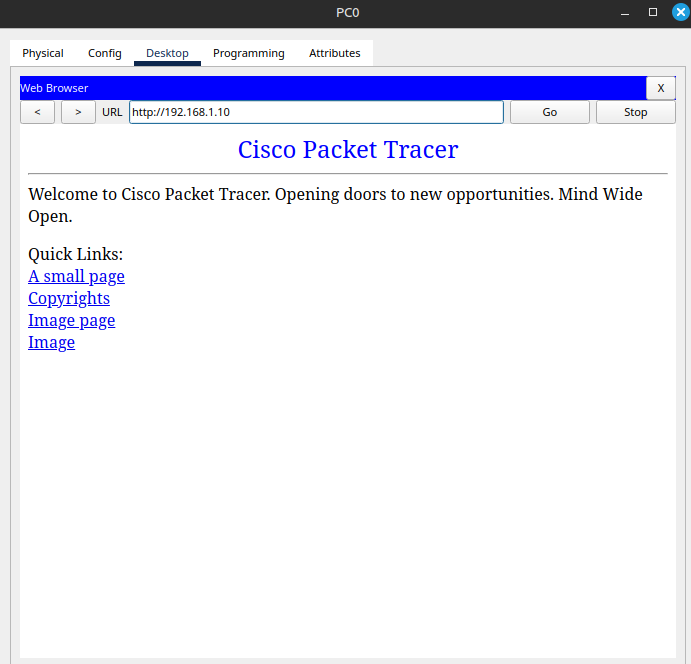 PC0
Physical Config Desktop Programming Attributes
Web Browser X
< > URL http://192.168.1.10 Go Stop
Cisco Packet Tracer
Welcome to Cisco Packet Tracer. Opening doors to new opportunities. Mind Wide
Open.
Quick Links:
A small page
Copyrights
Image page
Image